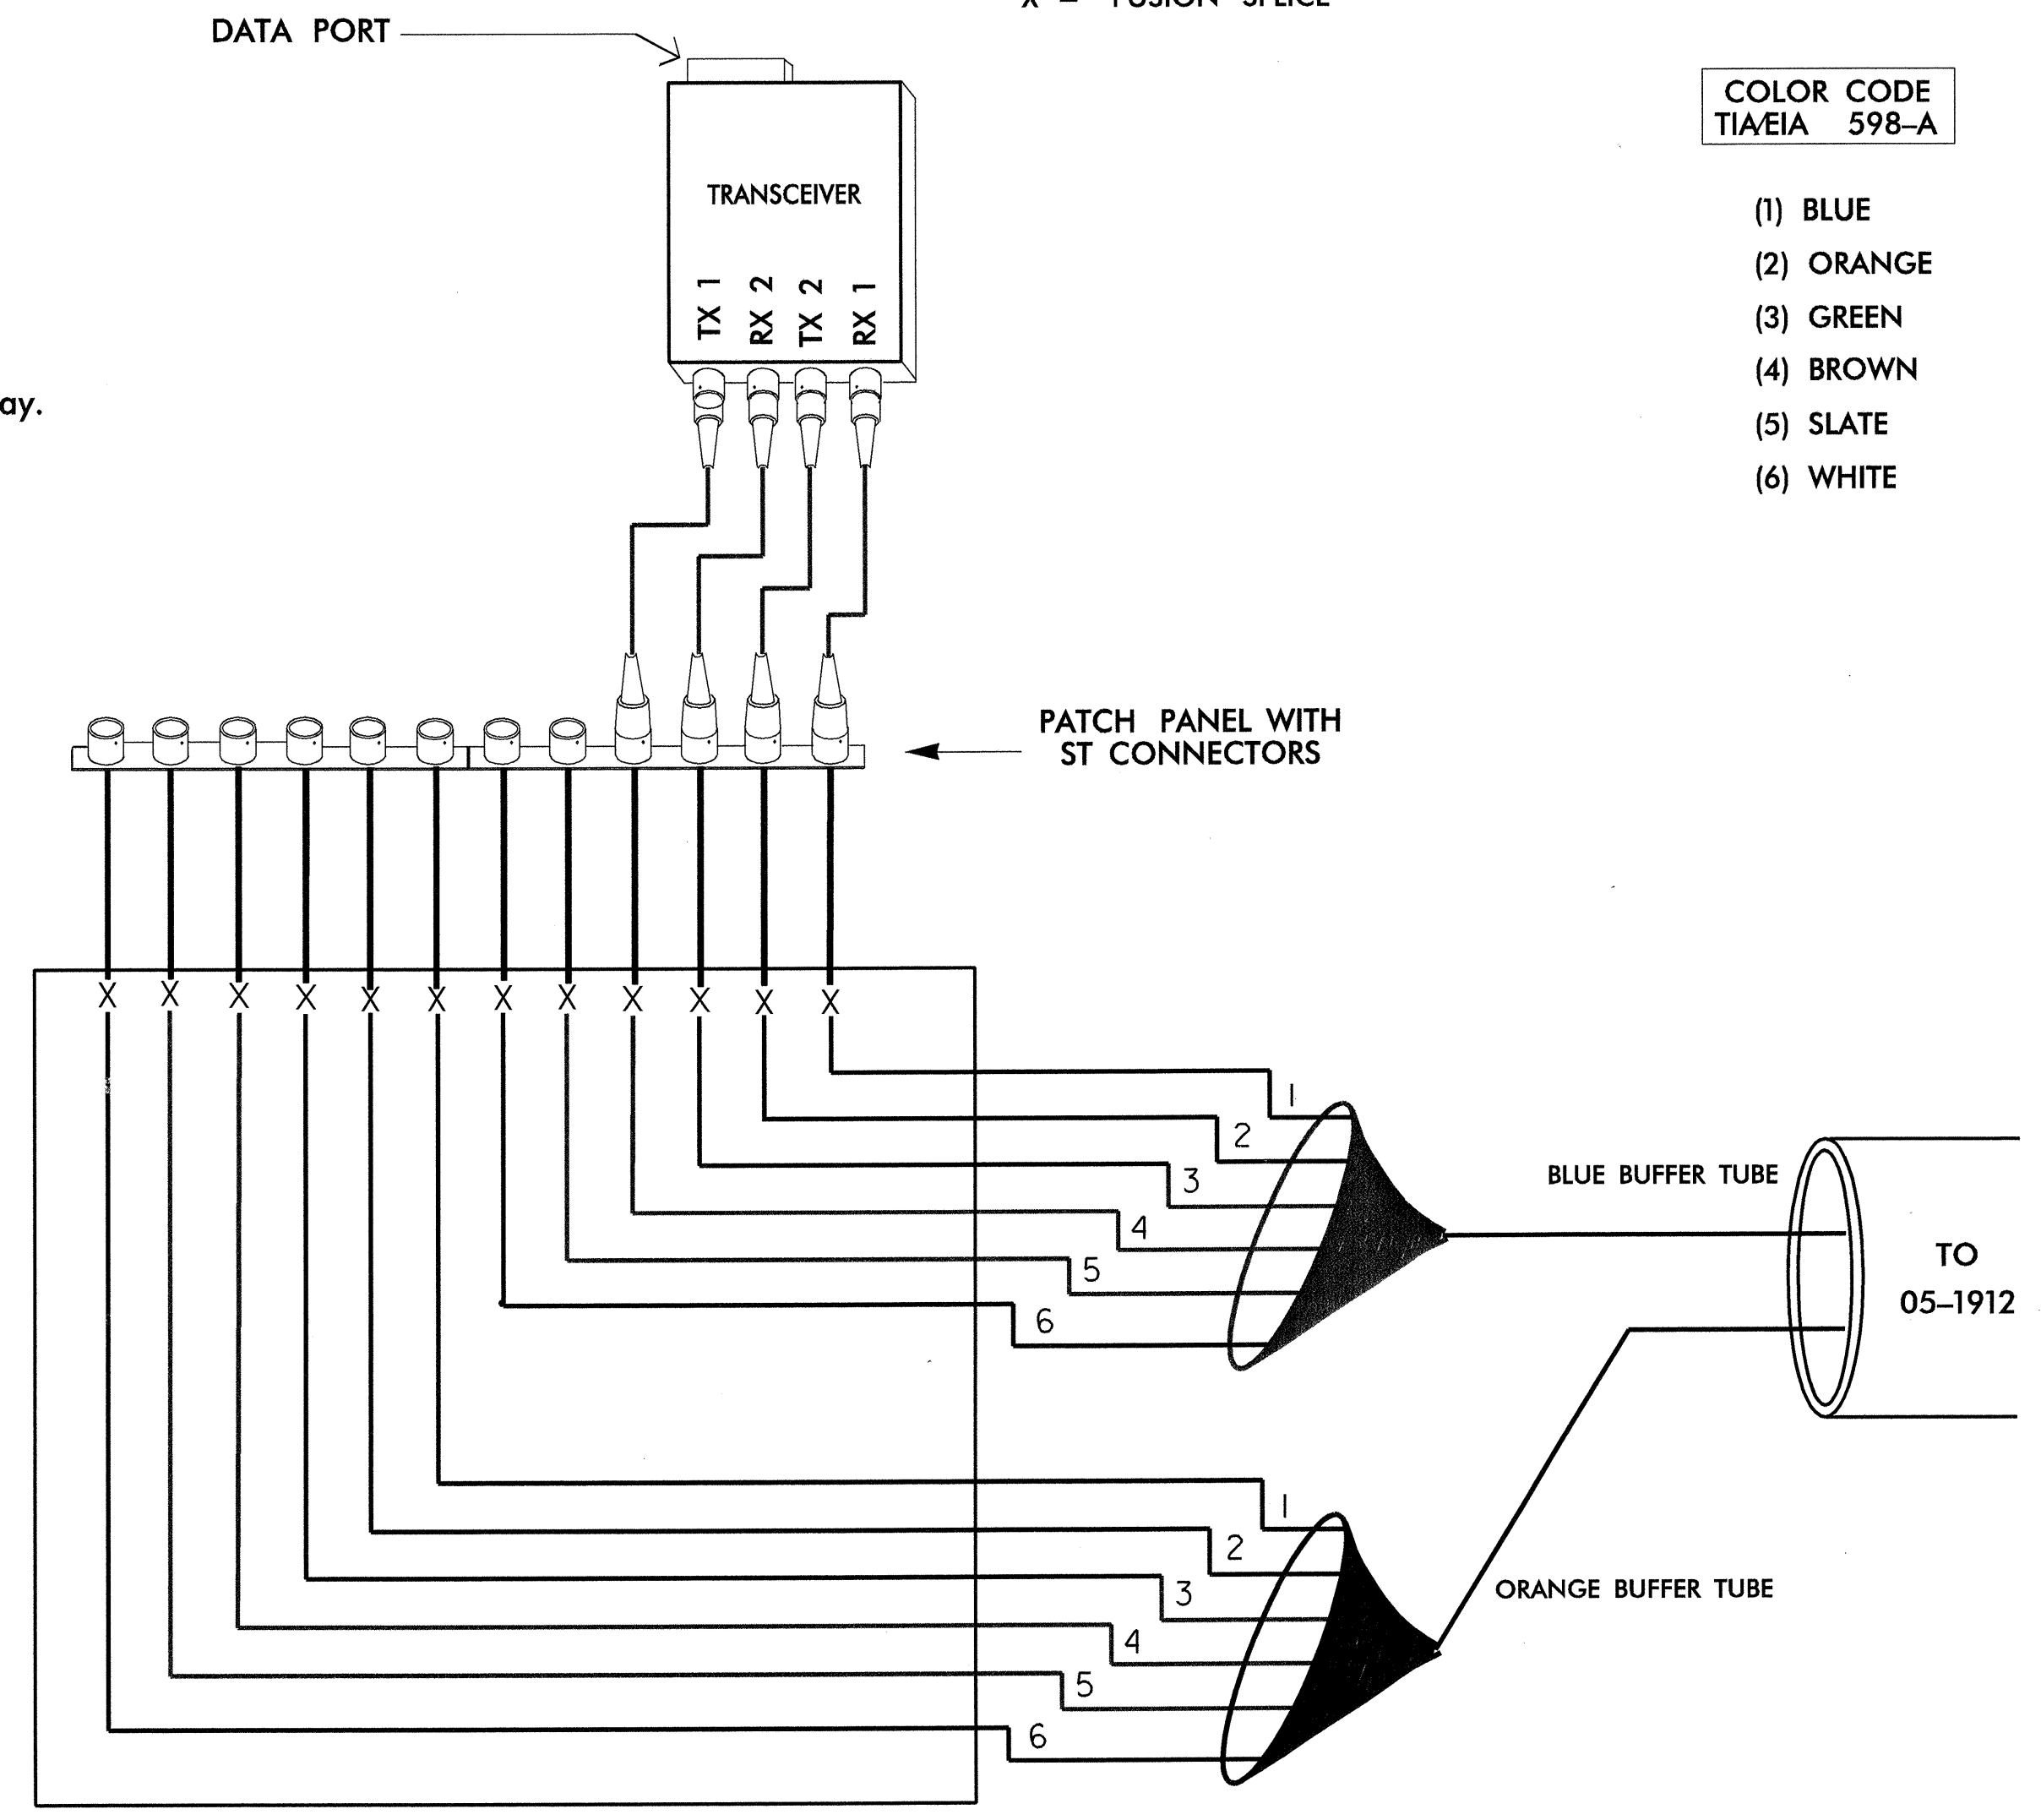 X – FUSION SPLICE
DATA PORT
COLOR CODE
TIA/EIA 598–A
TRANSCEIVER
(1) BLUE
(2) ORANGE
(3) GREEN
(4) BROWN
(5) SLATE
(6) WHITE
TX 1
RX 2
TX 2
RX 1
ay.
PATCH PANEL WITH
ST CONNECTORS
X X X X X X X X X X X X
1
2
3
4
5
6
BLUE BUFFER TUBE
TO
05–1912
1
2
3
4
5
6
ORANGE BUFFER TUBE